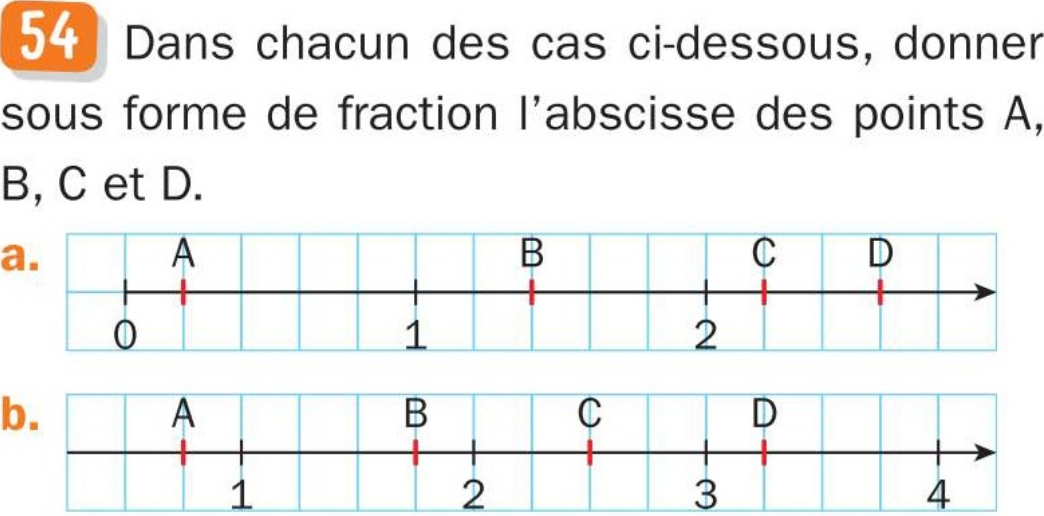 54 Dans chacun des cas ci-dessous, donner
sous forme de fraction l'abscisse des points A,
B, C et D.
a. A B C D
0 1 2
b. A B C D
1 2 3 4